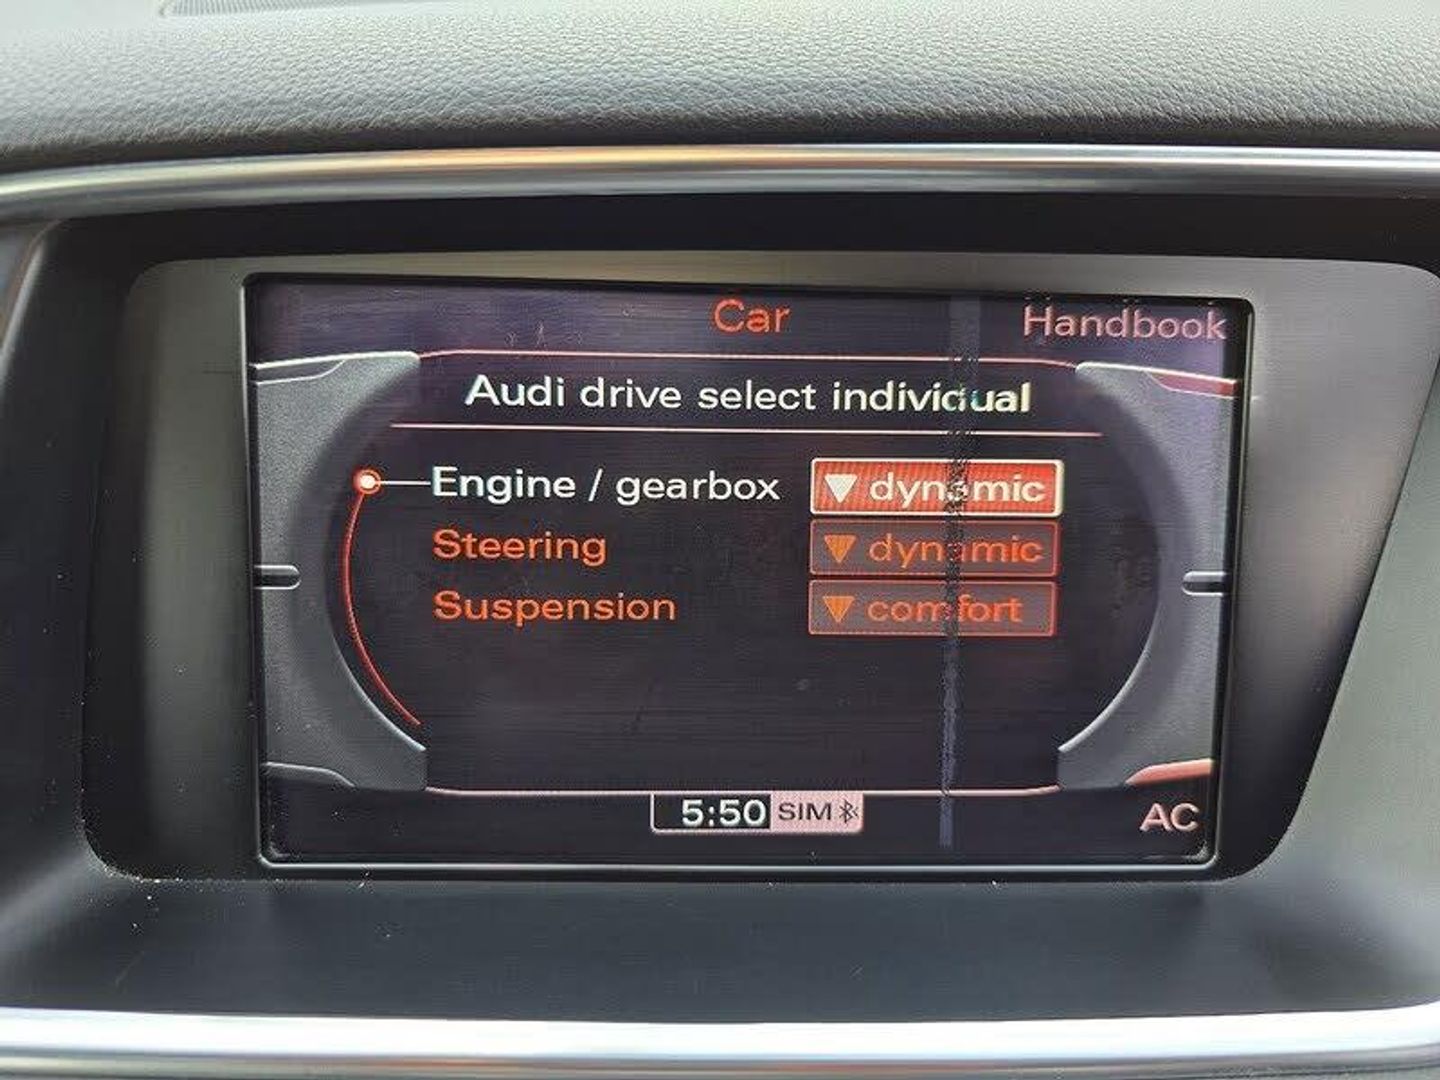 Car
Handbook
Audi drive select individual
Engine / gearbox dynamic
Steering dynamic
Suspension comfort
5:50 SIM
AC